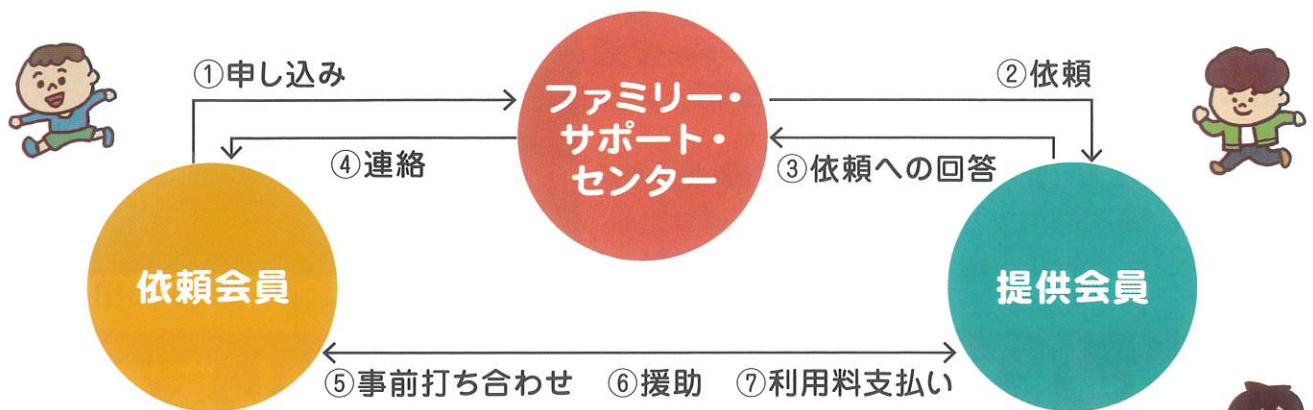 ①申し込み
ファミリー・
サポート・
センター
②依頼
④連絡
③依頼への回答
依頼会員
提供会員
⑤事前打ち合わせ ⑥援助 ⑦利用料支払い